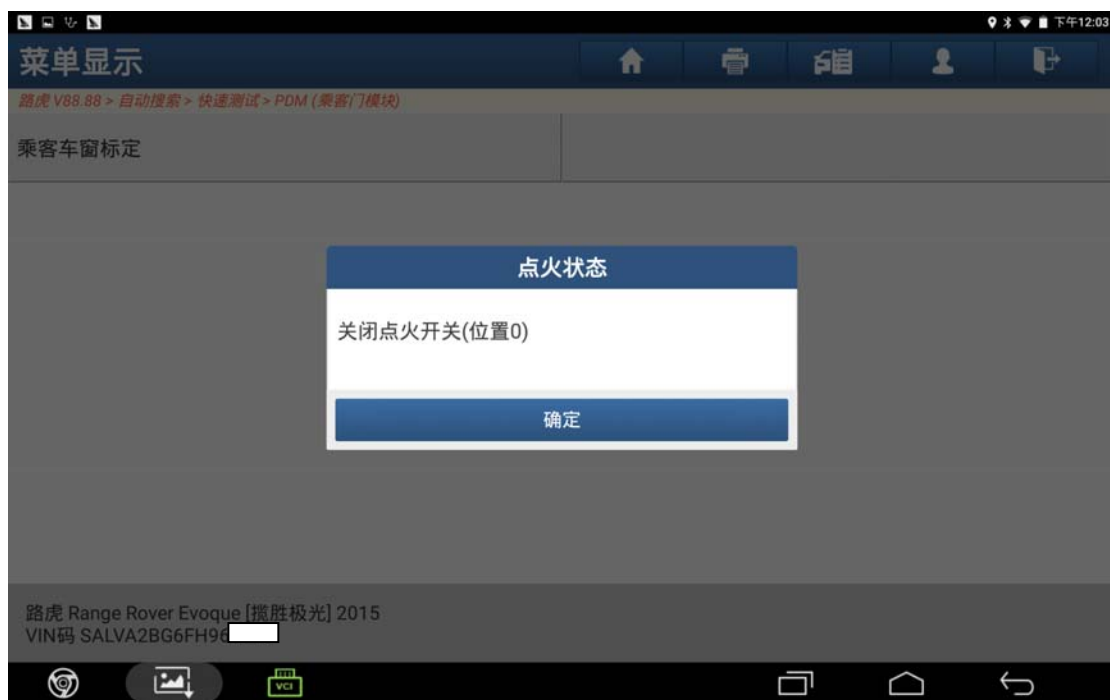 下午12:03
菜单显示
路虎 V88.88 > 自动搜索 > 快速测试 > PDM (乘客门模块)
乘客车窗标定
点火状态
关闭点火开关(位置0)
确定
路虎 Range Rover Evoque [揽胜极光] 2015
VIN码 SALVA2BG6FH96
VCI